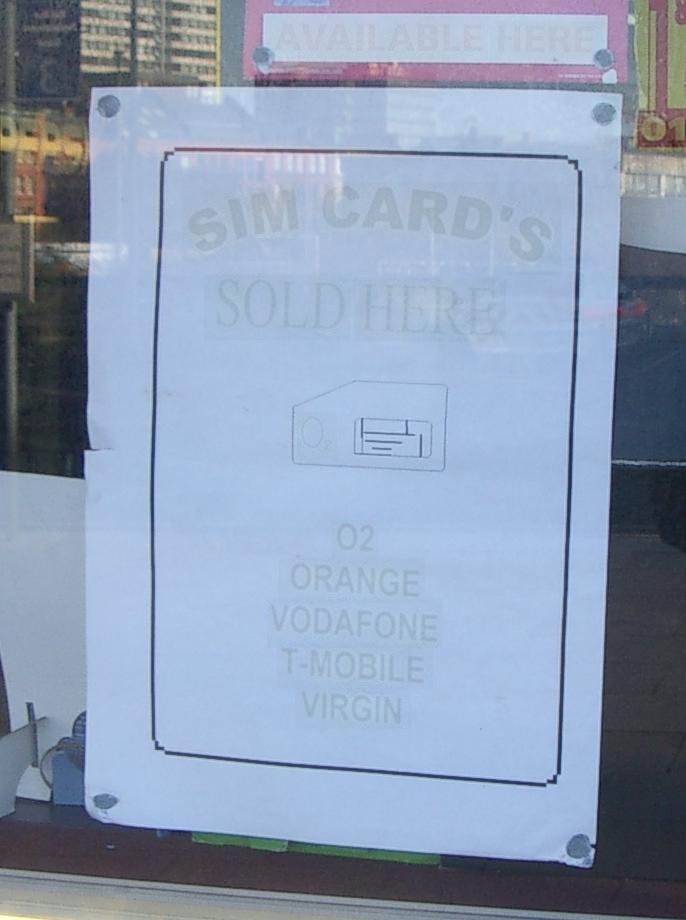 AVAILABLE HERE
SIM CARD'S
SOLD HERE
O2
O2
ORANGE
VODAFONE
T-MOBILE
VIRGIN